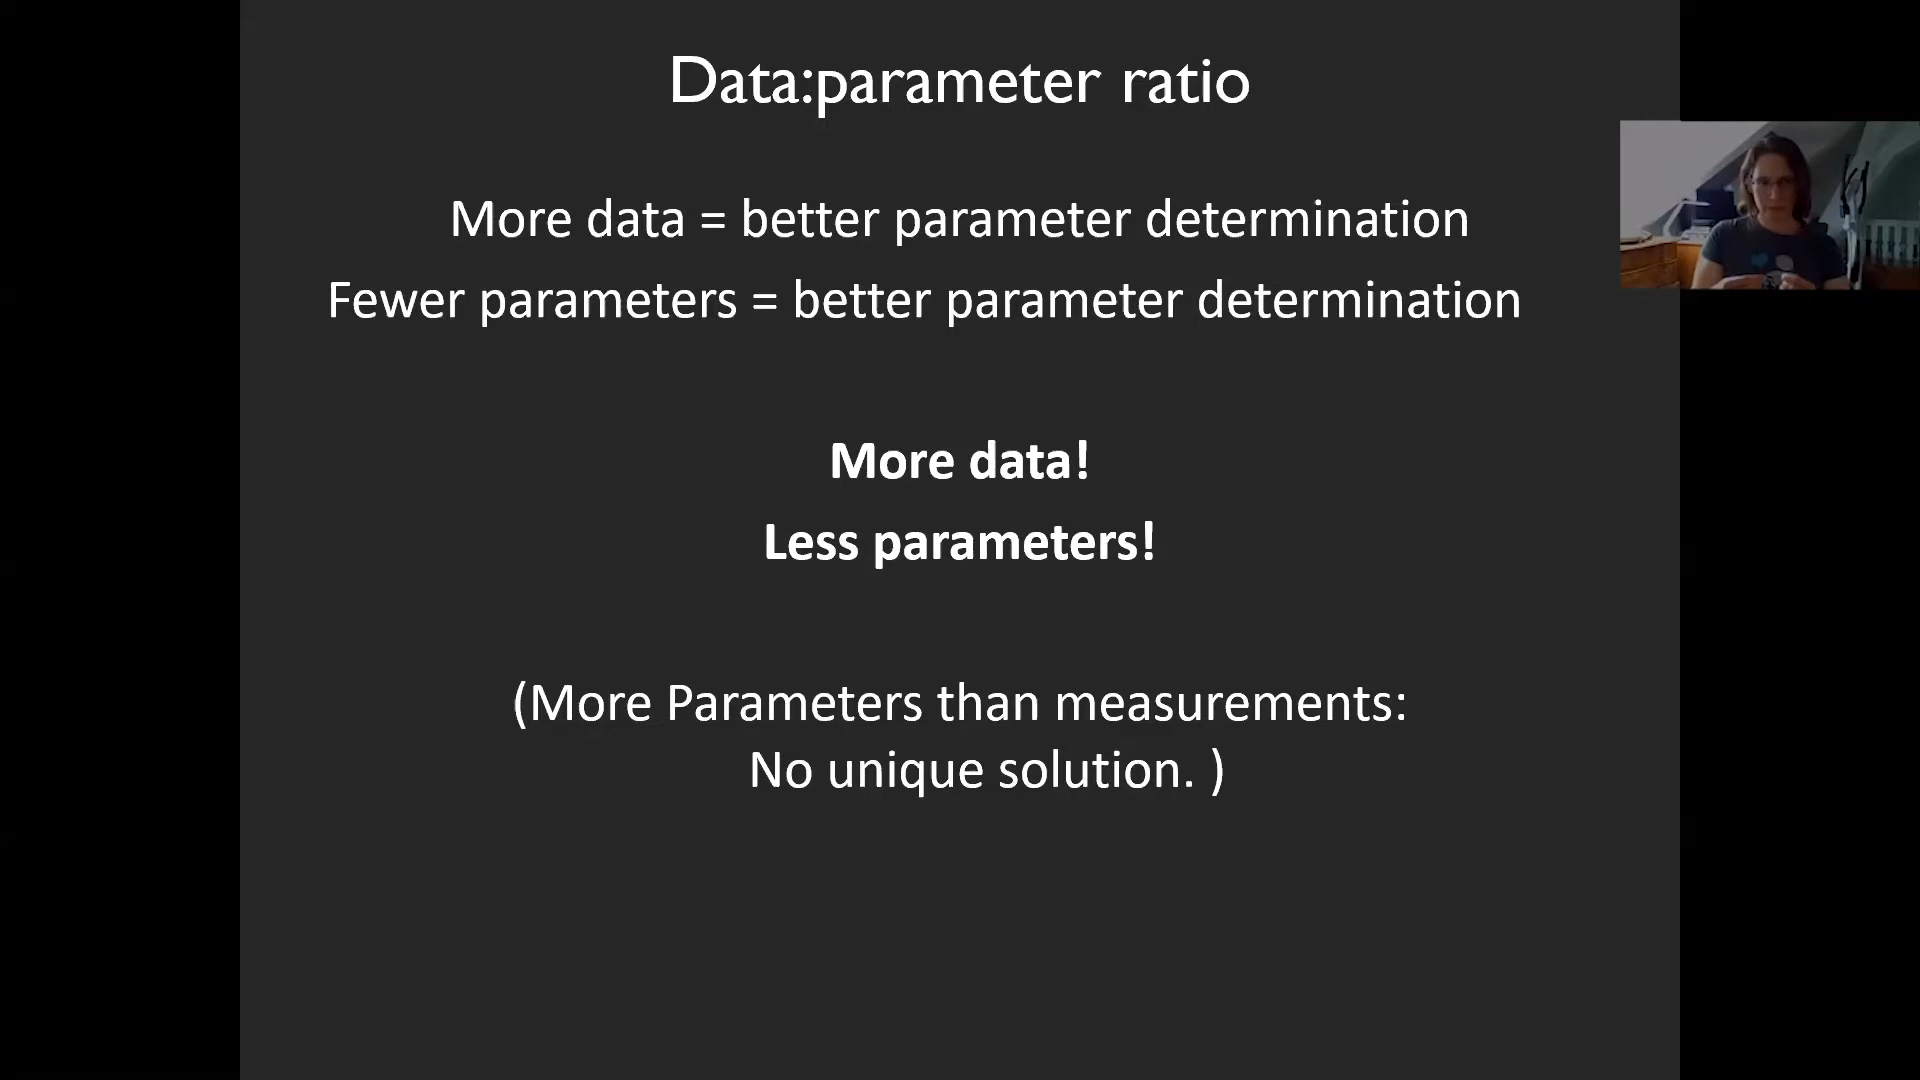 Data:parameter ratio
More data = better parameter determination
Fewer parameters = better parameter determination
More data!
Less parameters!
(More Parameters than measurements:
No unique solution. )